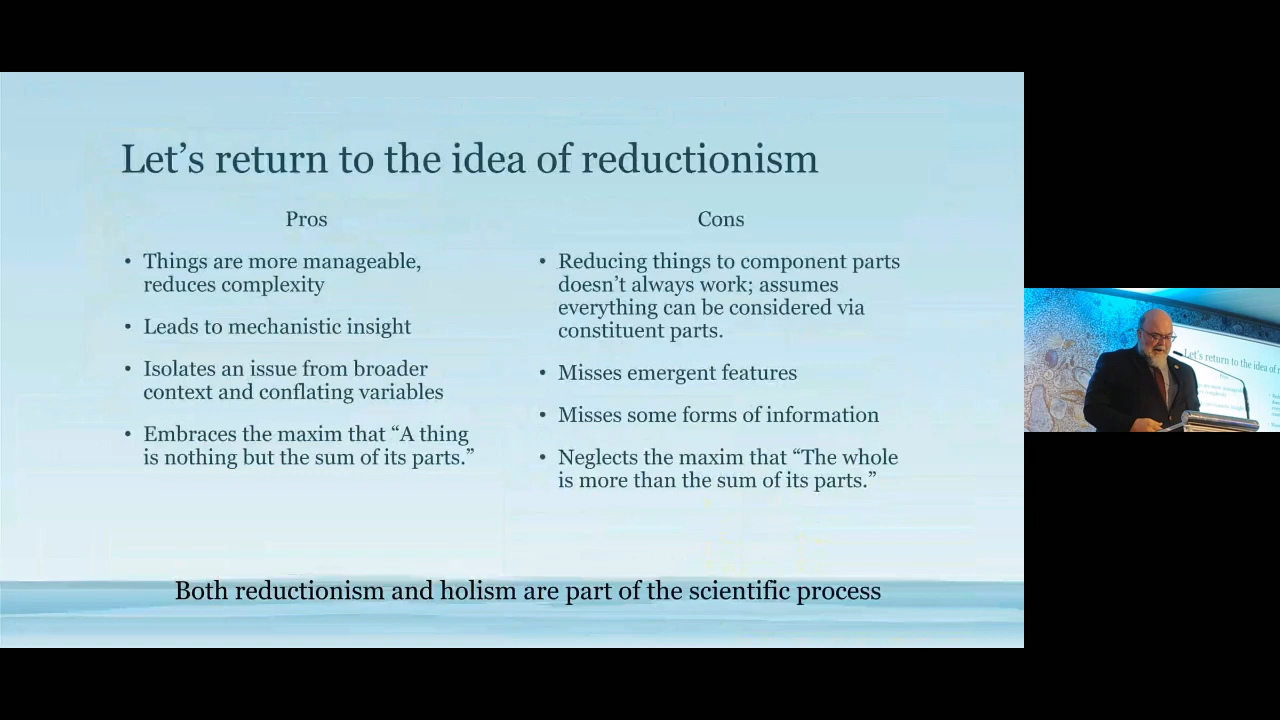 Let’s return to the idea of reductionism
Pros
• Things are more manageable,
reduces complexity
• Leads to mechanistic insight
• Isolates an issue from broader
context and conflating variables
• Embraces the maxim that “A thing
is nothing but the sum of its parts.”
Cons
• Reducing things to component parts
doesn’t always work; assumes
everything can be considered via
constituent parts.
• Misses emergent features
• Misses some forms of information
• Neglects the maxim that “The whole
is more than the sum of its parts.”
Both reductionism and holism are part of the scientific process
Let’s return to the idea of r